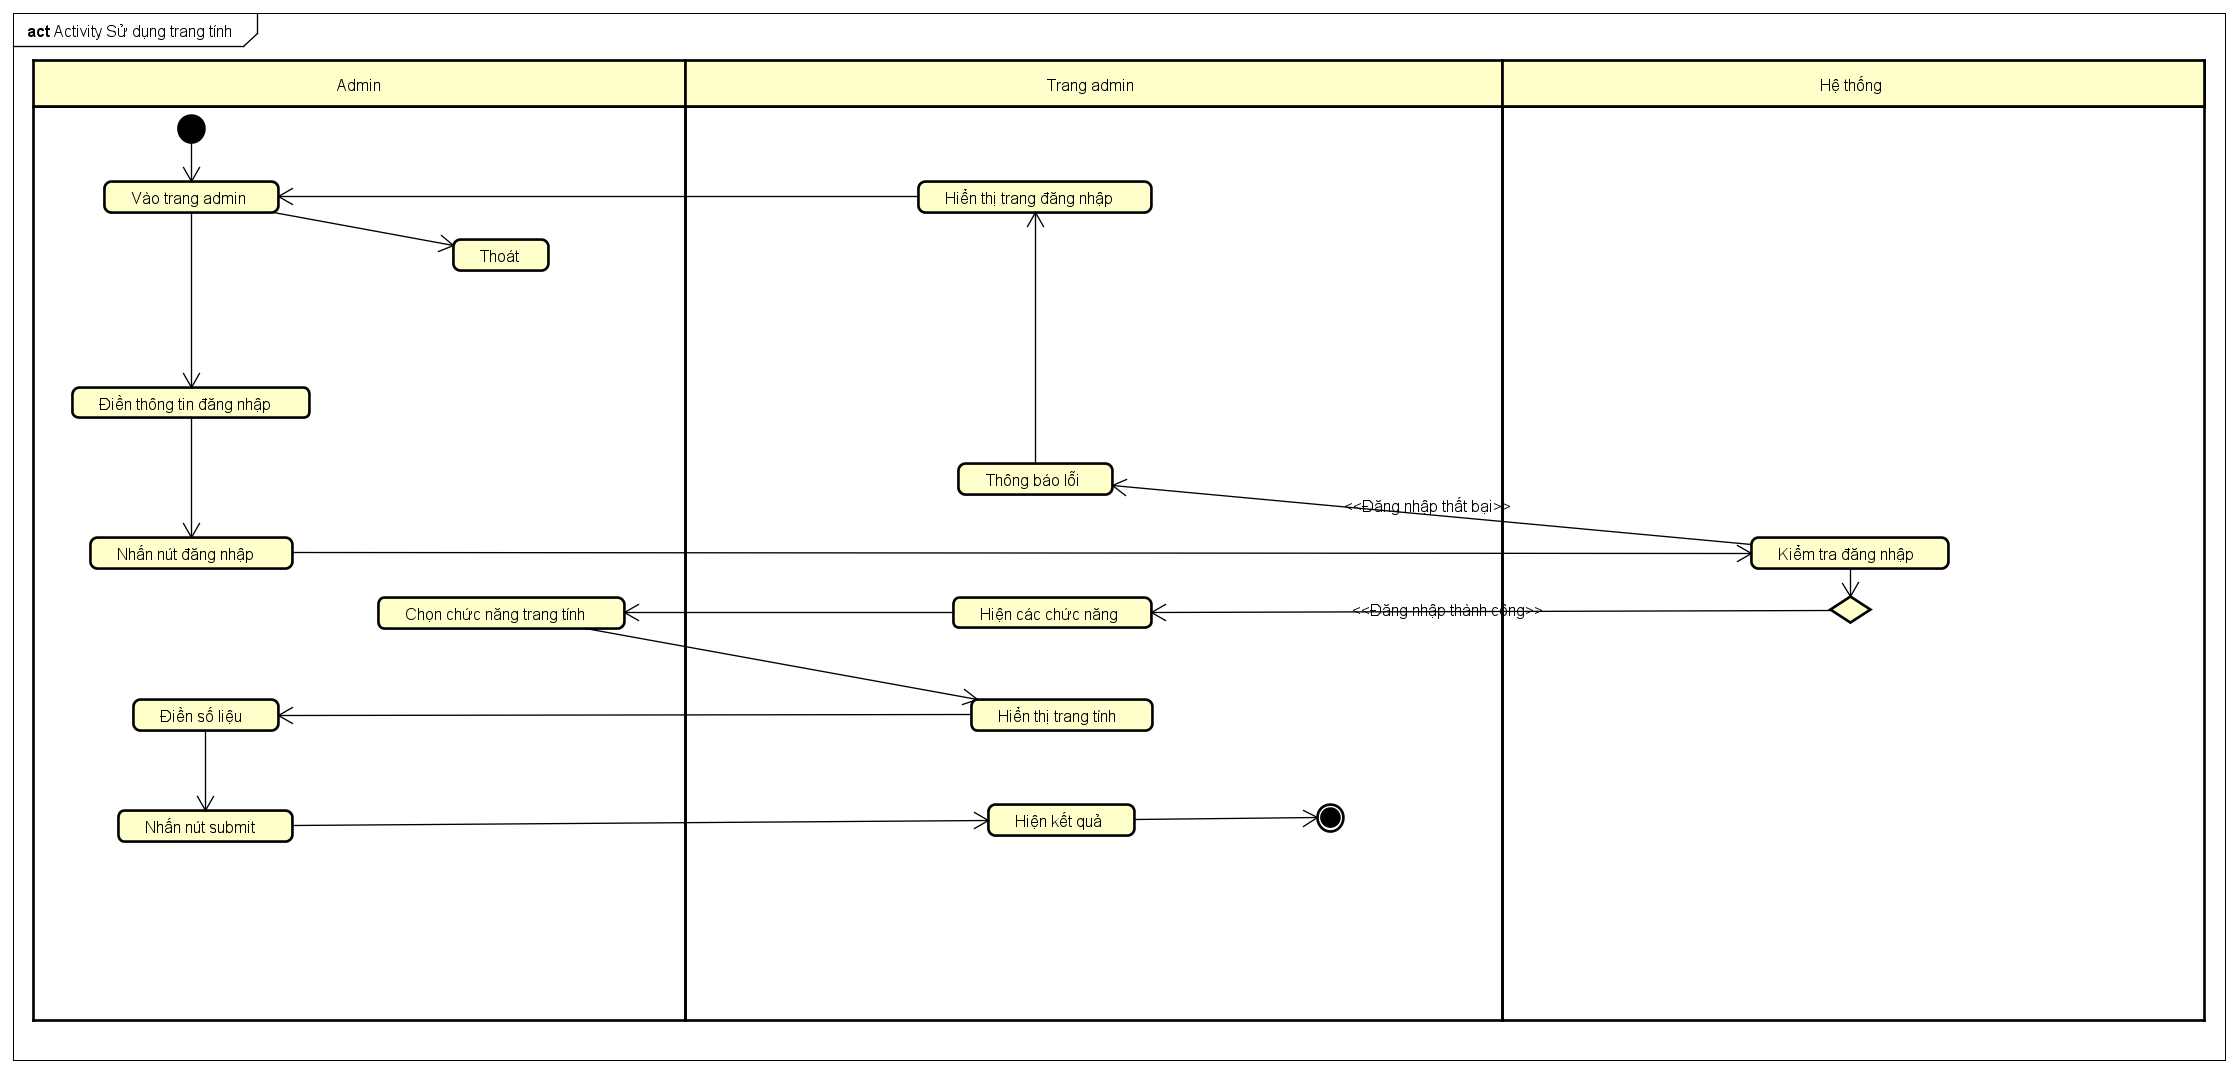 act Activity Sử dụng trang tính
Admin
Trang admin
Hệ thống
Vào trang admin
Hiển thị trang đăng nhập
Thoát
Điền thông tin đăng nhập
Thông báo lỗi
<<Đăng nhập thất bại>>
Nhấn nút đăng nhập
Kiểm tra đăng nhập
Chọn chức năng trang tính
Hiện các chức năng
<<Đăng nhập thành công>>
Điền số liệu
Hiển thị trang tính
Nhấn nút submit
Hiện kết quả